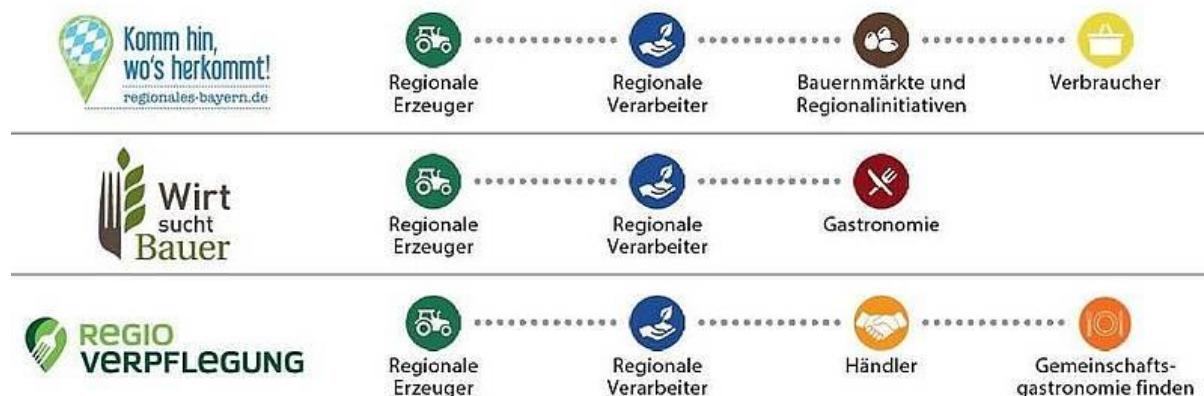 Komm hin,
wo's herkommt!
regionales-bayern.de
Regionale
Erzeuger
Regionale
Verarbeiter
Bauernmärkte und
Regionalinitiativen
Verbraucher
Wirt
sucht
Bauer
Regionale
Erzeuger
Regionale
Verarbeiter
Gastronomie
REGIO
VERPFLEGUNG
Regionale
Erzeuger
Regionale
Verarbeiter
Händler
Gemeinschafts-
gastronomie finden